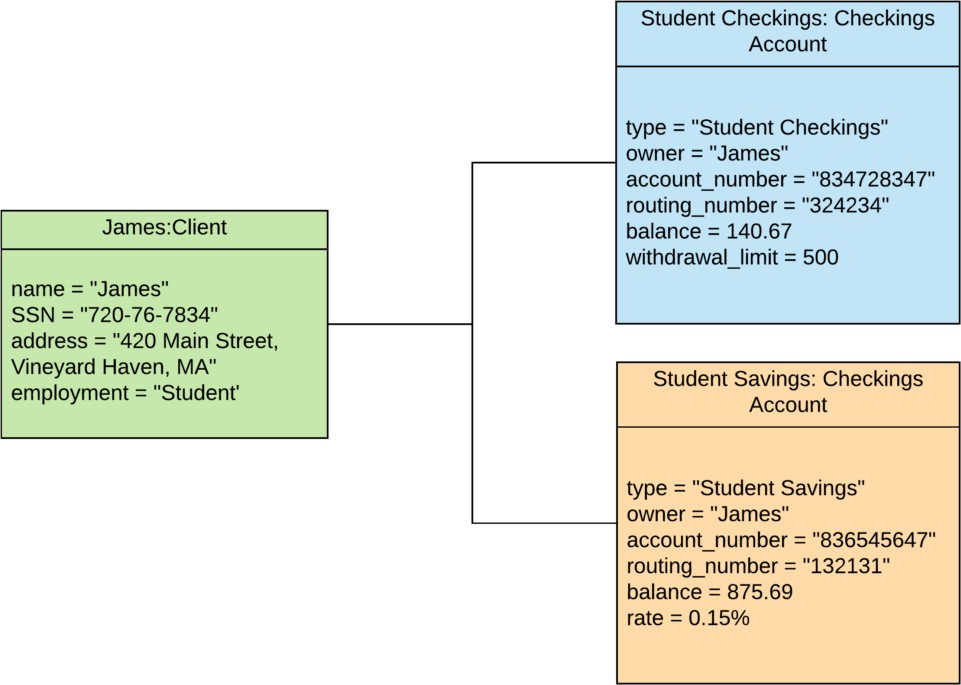 James:Client
name = "James"
SSN = "720-76-7834"
address = "420 Main Street,
Vineyard Haven, MA"
employment = "Student'
Student Checkings: Checkings
Account
type = "Student Checkings"
owner = "James"
account_number = "834728347"
routing_number = "324234"
balance = 140.67
withdrawal_limit = 500
Student Savings: Checkings
Account
type = "Student Savings"
owner = "James"
account_number = "836545647"
routing_number = "132131"
balance = 875.69
rate = 0.15%